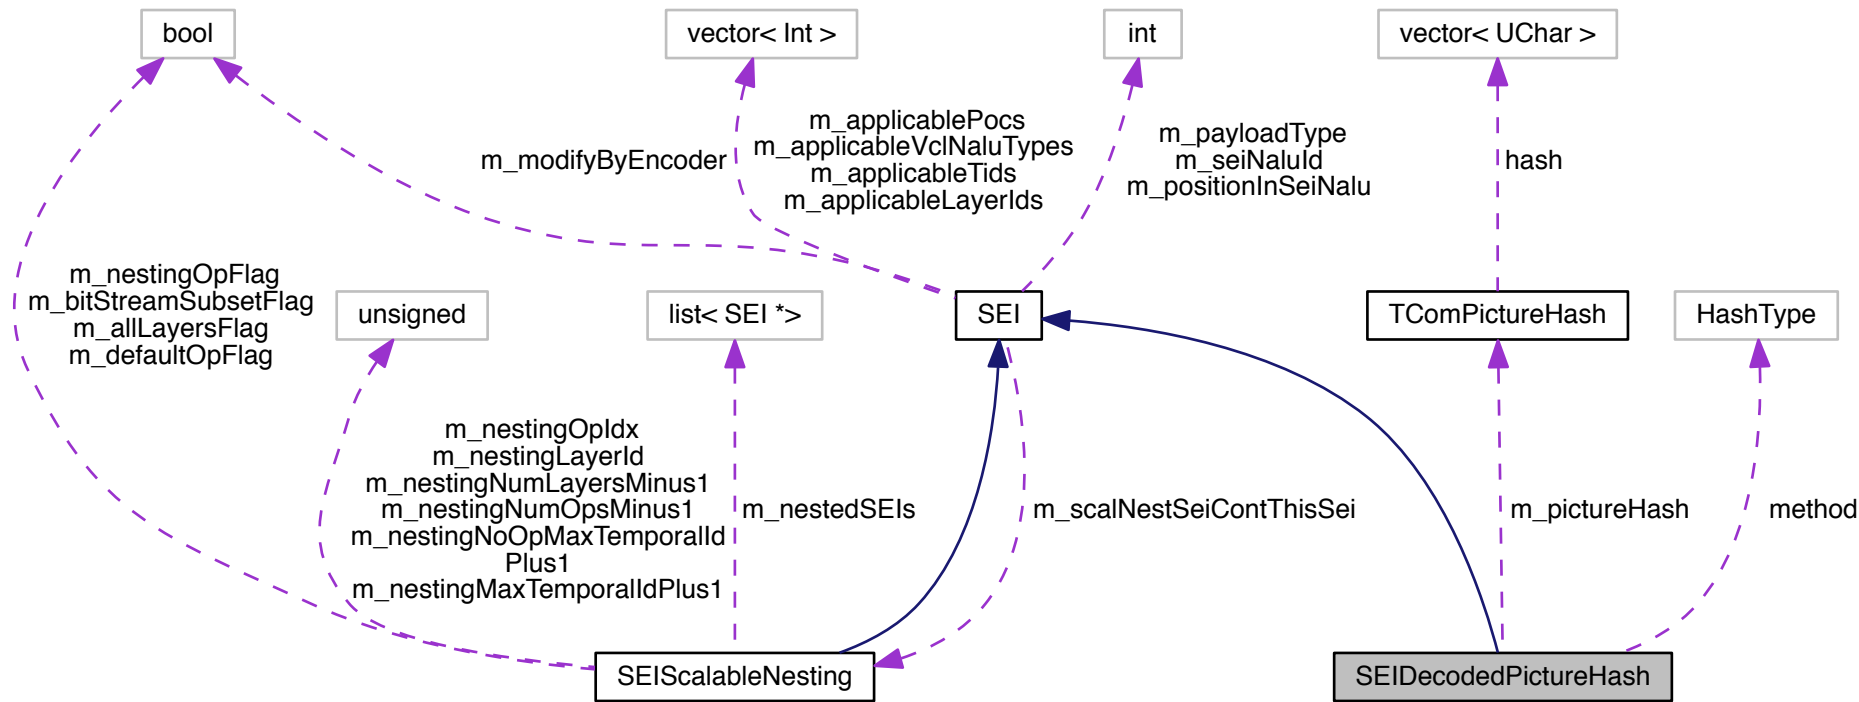 bool
vector< Int >
int
vector< UChar >
m_modifyByEncoder
m_applicablePocs
m_applicableVclNaluTypes
m_applicableTids
m_applicableLayerIds
m_payloadType
m_seiNaluId
m_positionInSeiNalu
hash
m_nestingOpFlag
m_bitStreamSubsetFlag
m_allLayersFlag
m_defaultOpFlag
unsigned
list< SEI *>
SEI
TComPictureHash
HashType
m_nestingOpIdx
m_nestingLayerId
m_nestingNumLayersMinus1
m_nestingNumOpsMinus1
m_nestingNoOpMaxTemporalId
Plus1
m_nestingMaxTemporalIdPlus1
m_nestedSEIs
m_scalNestSeiContThisSei
m_pictureHash
method
SEIScalableNesting
SEIDecodedPictureHash